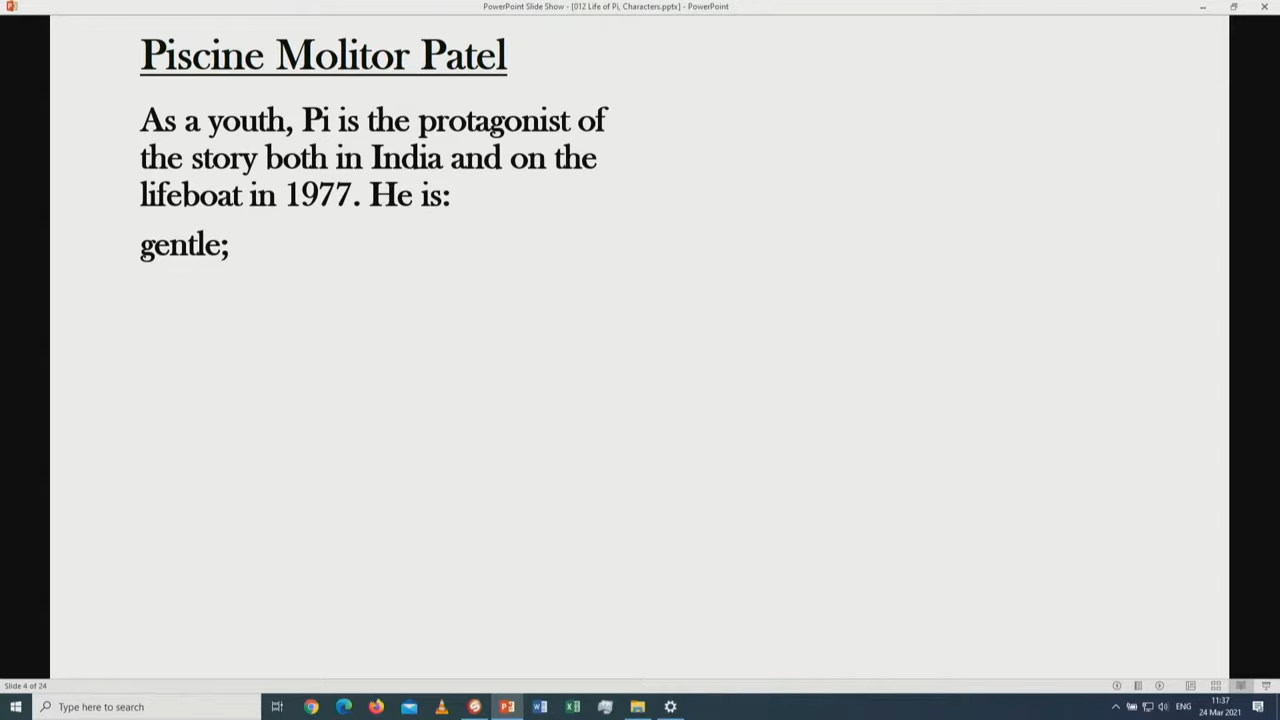 PowerPoint Slide Show - [012 Life of Pi, Characters.pptx] - PowerPoint
Piscine Molitor Patel
As a youth, Pi is the protagonist of
the story both in India and on the
lifeboat in 1977. He is:
gentle;
Slide 4 of 24
Type here to search
ENG
11:37
24 Mar 2021